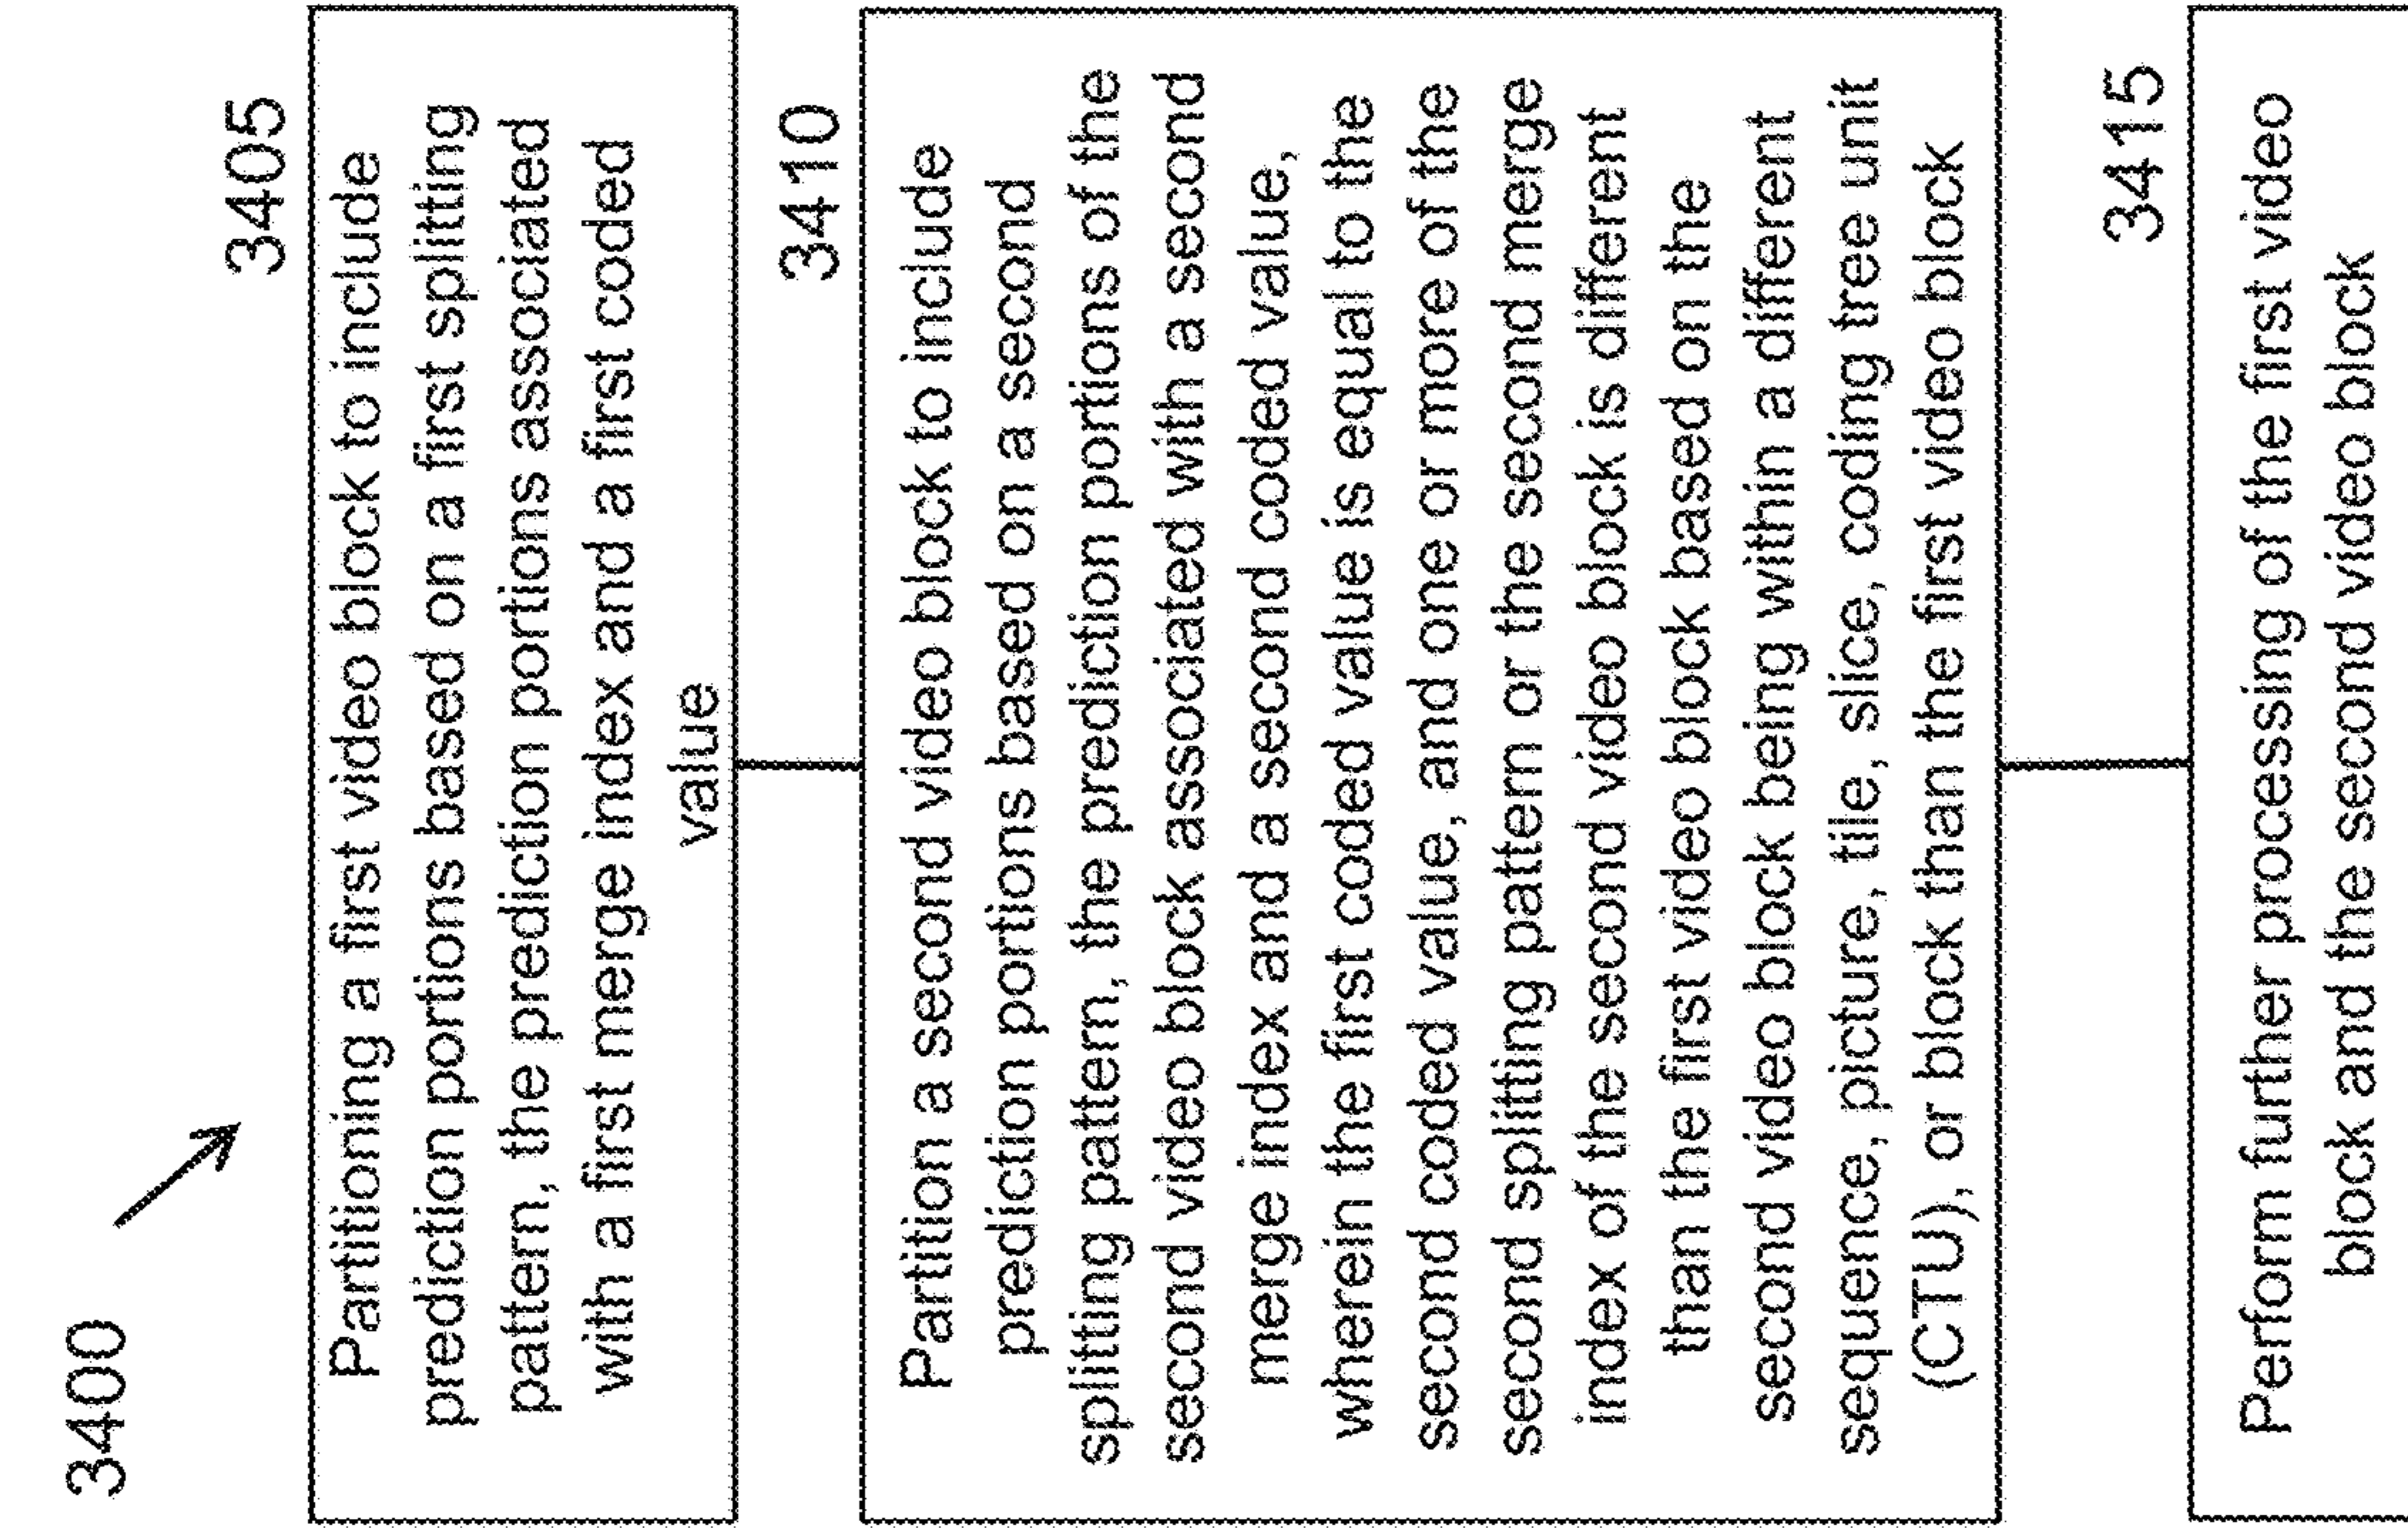 3400
3405
Partitioning a first video block to include
prediction portions based on a first splitting
pattern, the prediction portions associated
with a first merge index and a first coded
value
3410
Partition a second video block to include
prediction portions based on a second
splitting pattern, the prediction portions of the
second video block associated with a second
merge index and a second coded value,
wherein the first coded value is equal to the
second coded value, and one or more of the
second splitting pattern or the second merge
index of the second video block is different
than the first video block based on the
second video block being within a different
sequence, picture, tile, slice, coding tree unit
(CTU), or block than the first video block
3415
Perform further processing of the first video
block and the second video block